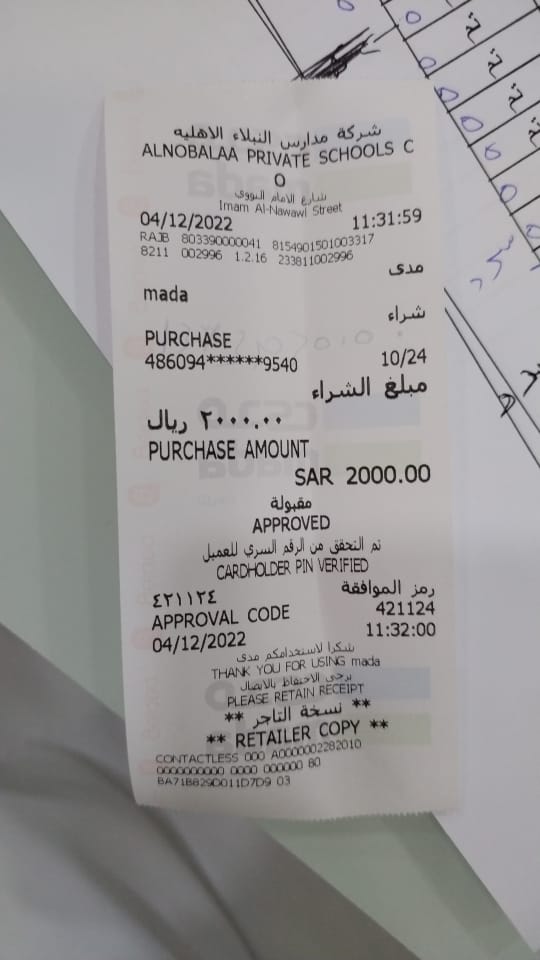 شركة مدارس النبلاء الاهليه
ALNOBALAA PRIVATE SCHOOLS C
O
شارع الامام النووي
Imam Al-Nawawi Street
04/12/2022 11:31:59
RAJB 803390000041 8154901501003317
8211 002996 1.2.16 233811002996
مدى
mada
شراء
PURCHASE
486094******9540 10/24
مبلغ الشراء
٢٠٠٠.٠٠ ريال
PURCHASE AMOUNT
SAR 2000.00
مقبولة
APPROVED
تم التحقق من الرقم السري للعميل
CARDHOLDER PIN VERIFIED
رمز الموافقة
٤٢١١٢٤
APPROVAL CODE 421124
04/12/2022 11:32:00
شكرا لاستخدامكم مدى
THANK YOU FOR USING mada
يرجى الاحتفاظ بالايصال
PLEASE RETAIN RECEIPT
** نسخة التاجر **
** RETAILER COPY **
CONTACTLESS 000 A0000002282010
0000000000 0000 000000 80
BA71B829D011D7D9 03